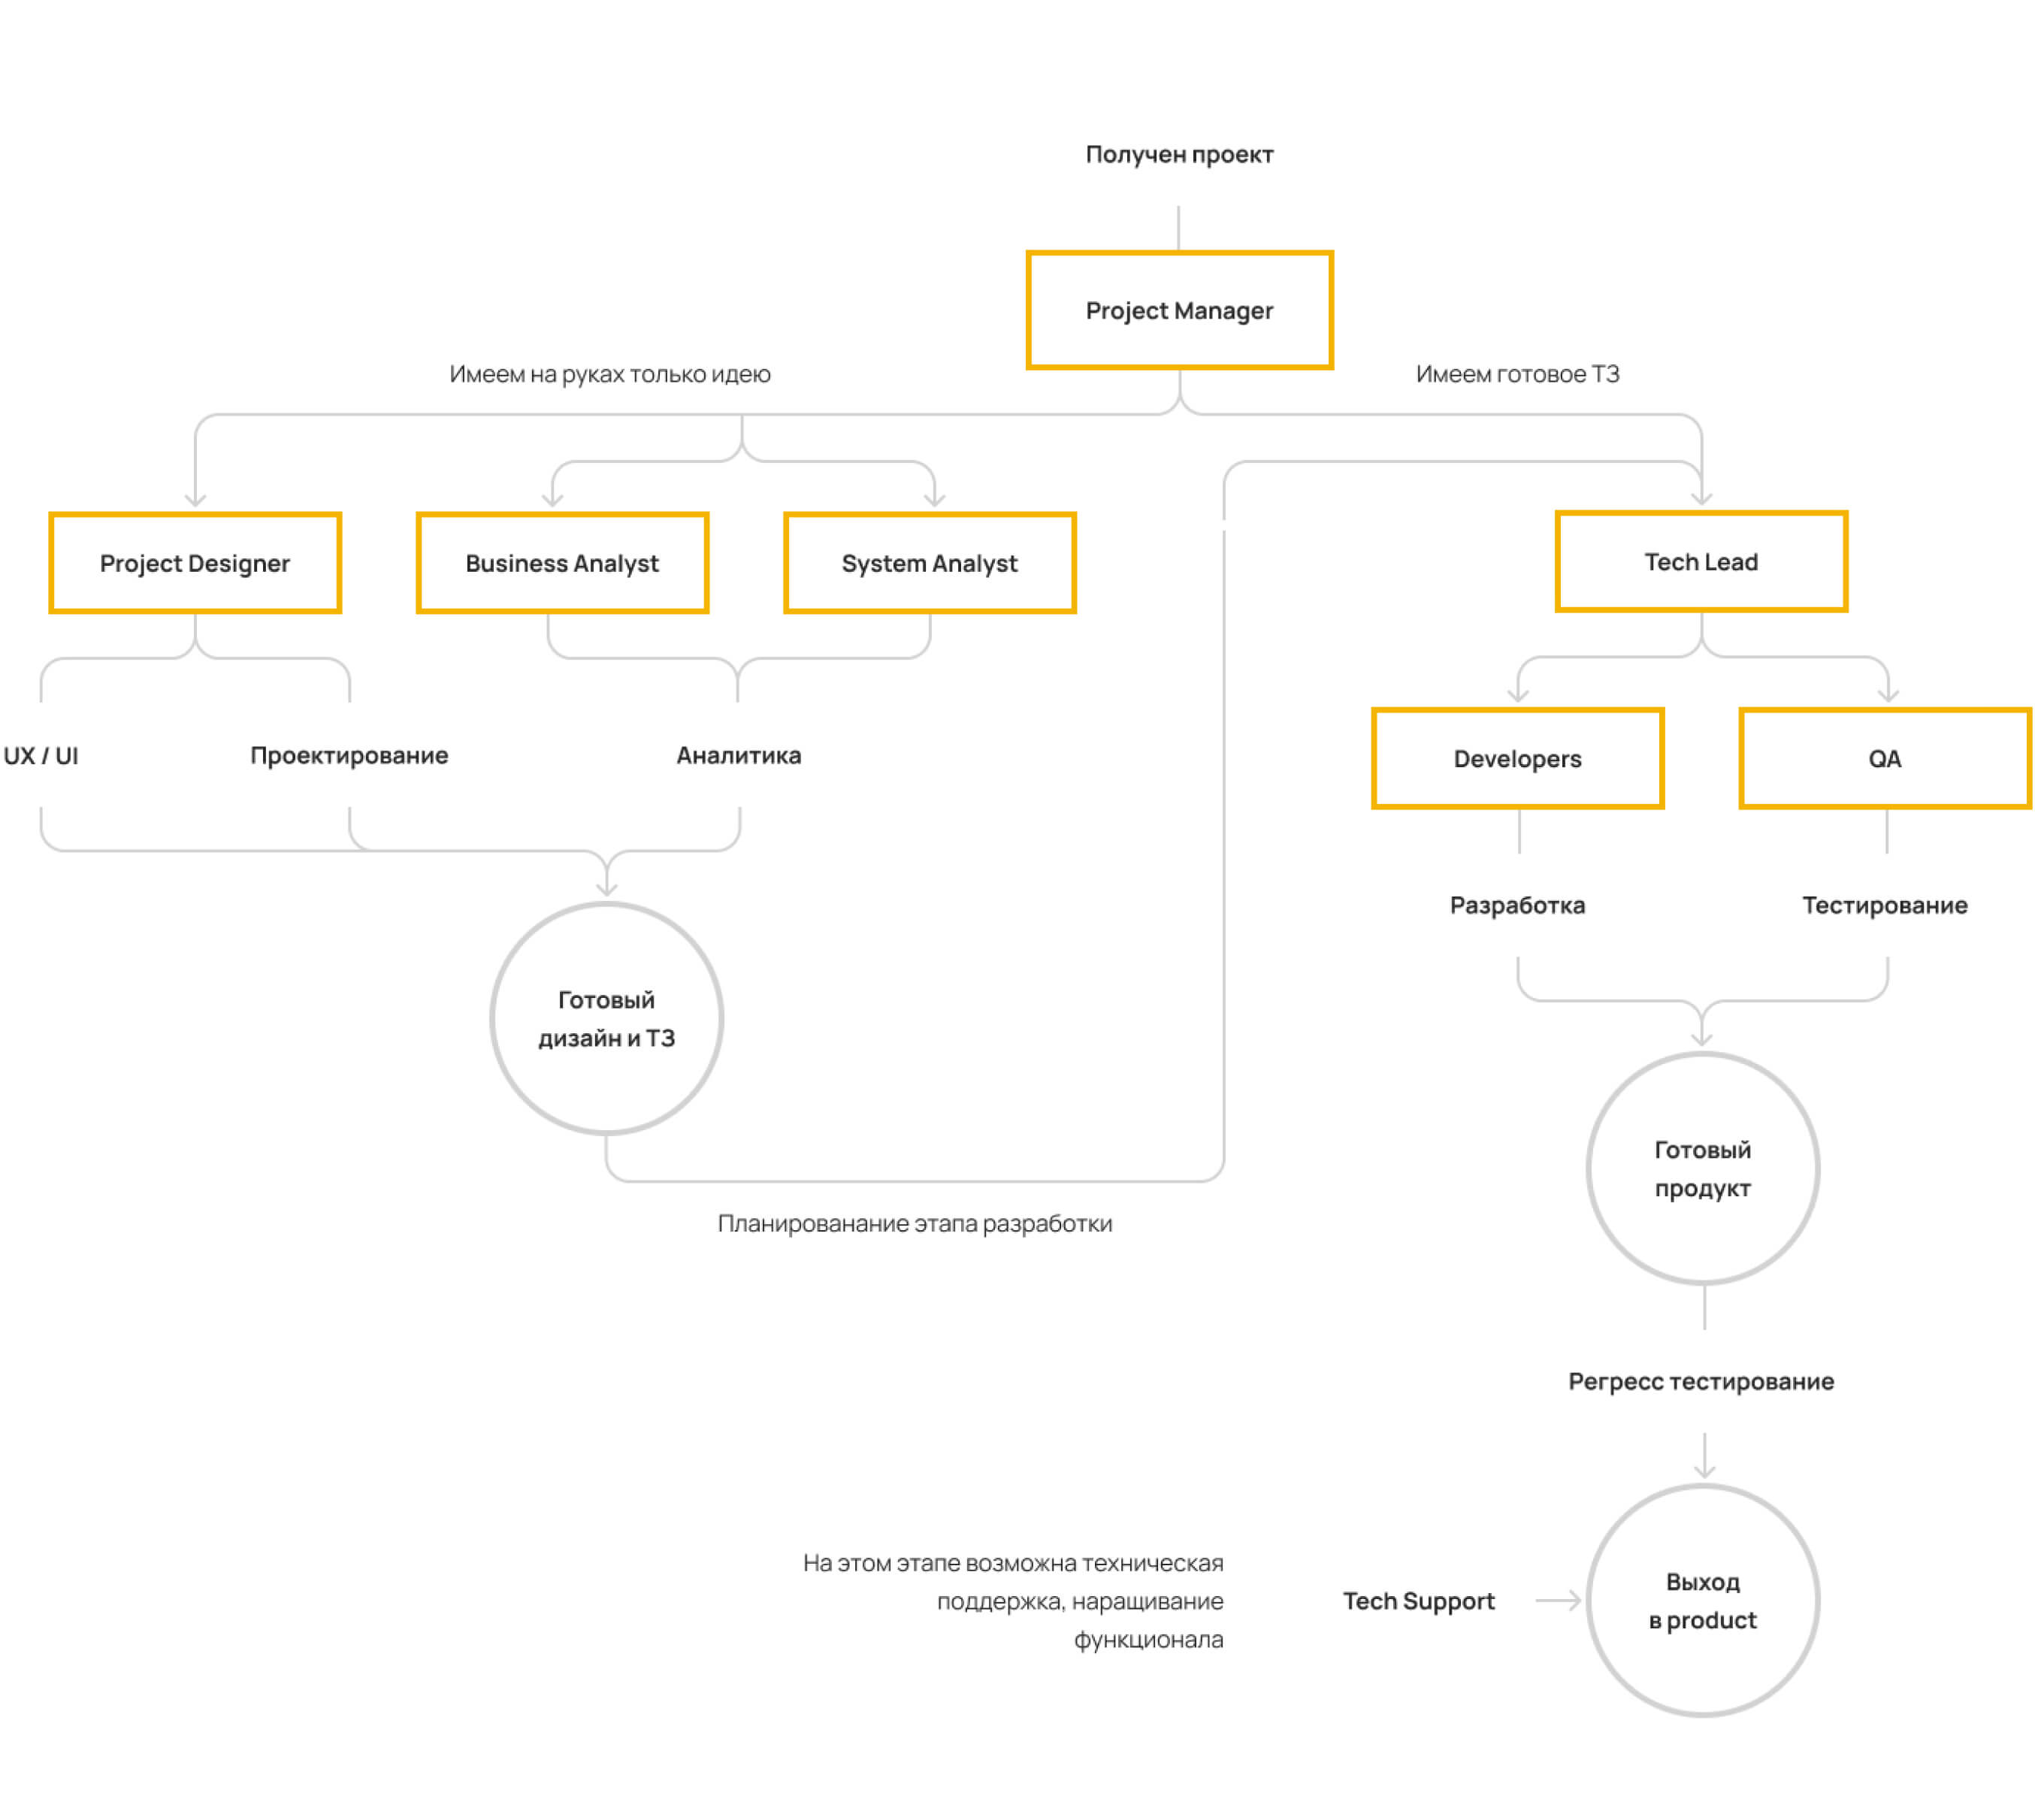 Получен проект
Project Manager
Имеем на руках только идею
Имеем готовое ТЗ
Project Designer
Business Analyst
System Analyst
Tech Lead
UX / UI
Проектирование
Аналитика
Developers
QA
Разработка
Тестирование
Готовый
дизайн и ТЗ
Готовый
продукт
Планированание этапа разработки
Регресс тестирование
На этом этапе возможна техническая
поддержка, наращивание
функционала
Tech Support
Выход
в product